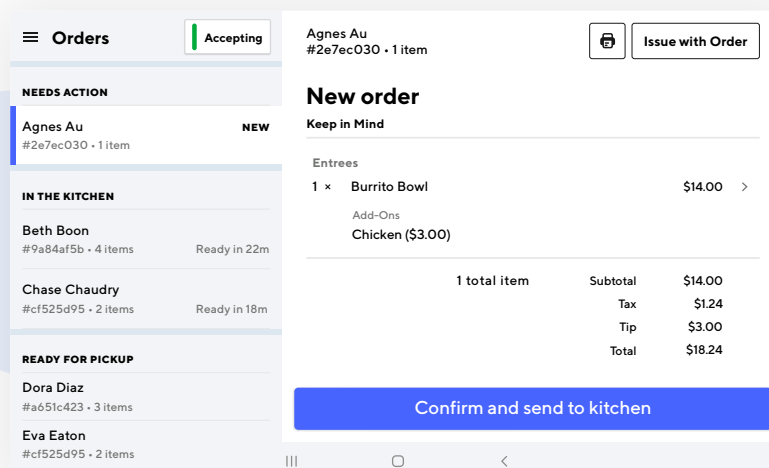 Orders
Accepting
NEEDS ACTION
Agnes Au NEW
#2e7ec030 • 1 item
IN THE KITCHEN
Beth Boon
#9a84af5b • 4 items Ready in 22m
Chase Chaudry
#cf525d95 • 2 items Ready in 18m
READY FOR PICKUP
Dora Diaz
#a651c423 • 3 items
Eva Eaton
#cf525d95 • 2 items
Agnes Au
#2e7ec030 • 1 item
Issue with Order
New order
Keep in Mind
Entrees
1 × Burrito Bowl $14.00
Add-Ons
Chicken ($3.00)
1 total item Subtotal $14.00
Tax $1.24
Tip $3.00
Total $18.24
Confirm and send to kitchen